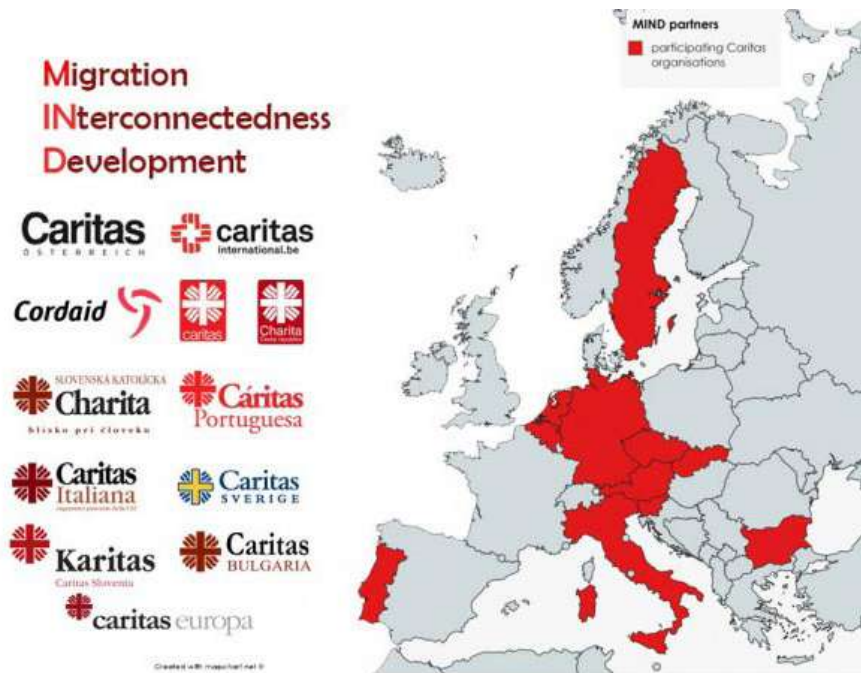 Migration
INterconnectedness
Development
MIND partners
participating Caritas
organisations
Caritas
ÖSTERREICH
caritas
international.be
Cordaid
caritas
Charita
SLOVENSKÁ KATOLÍCKA
Charita
blízko pri človeku
Cáritas
Portuguesa
Caritas
Italiana
Caritas
SVERIGE
Karitas
Caritas Slovenia
Caritas
BULGARIA
caritas europa
Created with mapchart.net ©